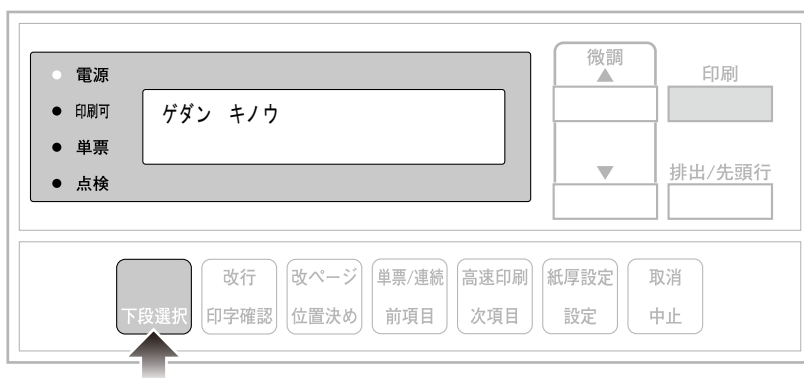 電源
印刷可
単票
点検
ゲダン キノウ
微調
▲
▼
印刷
排出/先頭行
下段選択
改行
印字確認
改ページ
位置決め
単票/連続
前項目
高速印刷
次項目
紙厚設定
設定
取消
中止